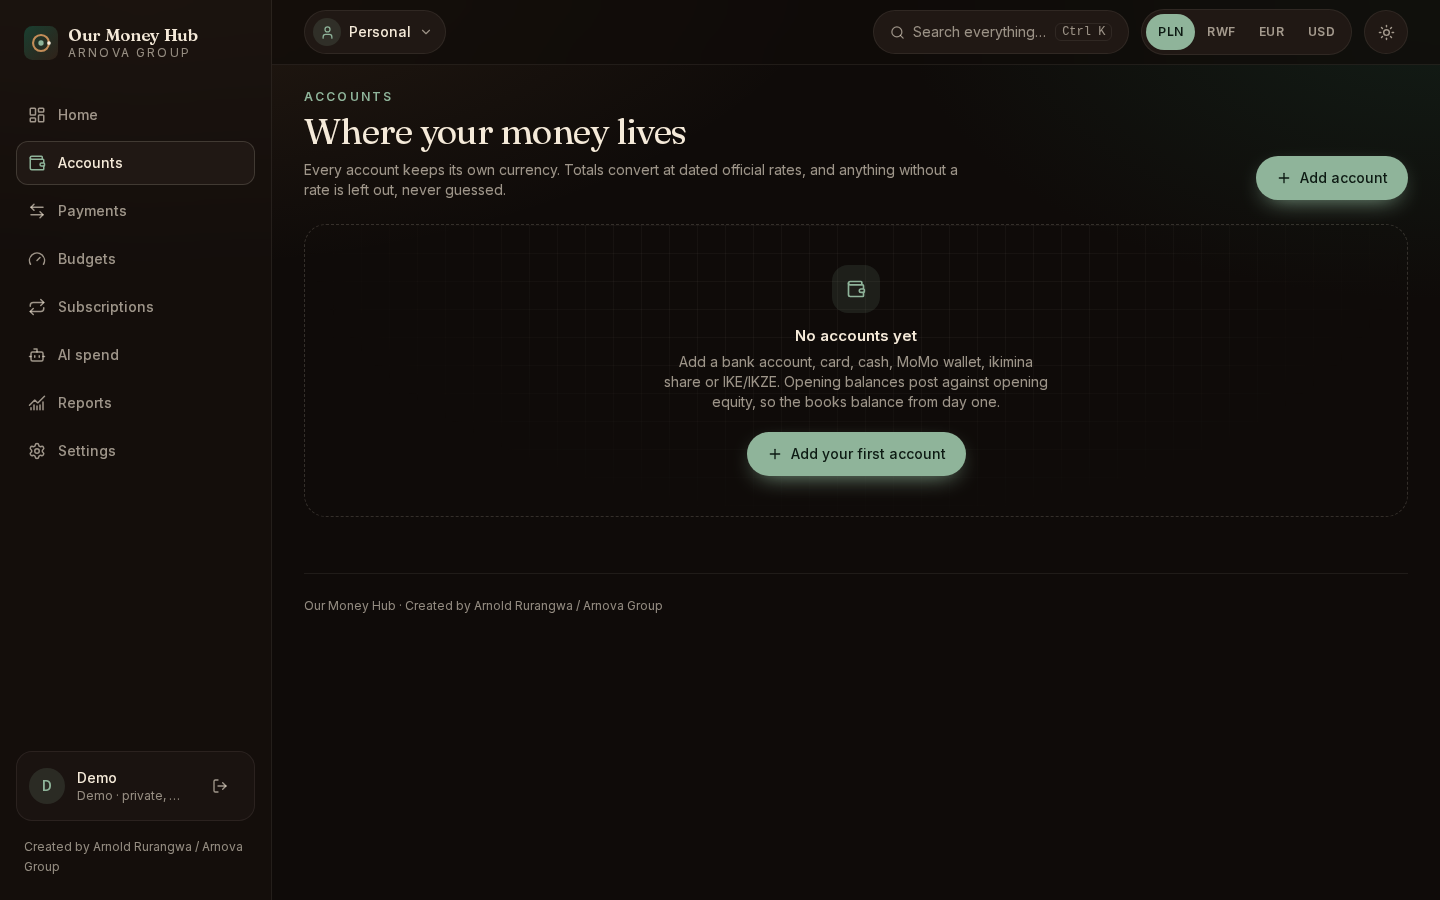 Our Money Hub
ARNOVA GROUP
Home
Accounts
Payments
Budgets
Subscriptions
AI spend
Reports
Settings
D
Demo
Demo · private, …
Created by Arnold Rurangwa / Arnova
Group
Personal
Search everything…
Ctrl K
PLN
RWF
EUR
USD
ACCOUNTS
Where your money lives
Every account keeps its own currency. Totals convert at dated official rates, and anything without a
rate is left out, never guessed.
Add account
No accounts yet
Add a bank account, card, cash, MoMo wallet, ikimina
share or IKE/IKZE. Opening balances post against opening
equity, so the books balance from day one.
Add your first account
Our Money Hub · Created by Arnold Rurangwa / Arnova Group